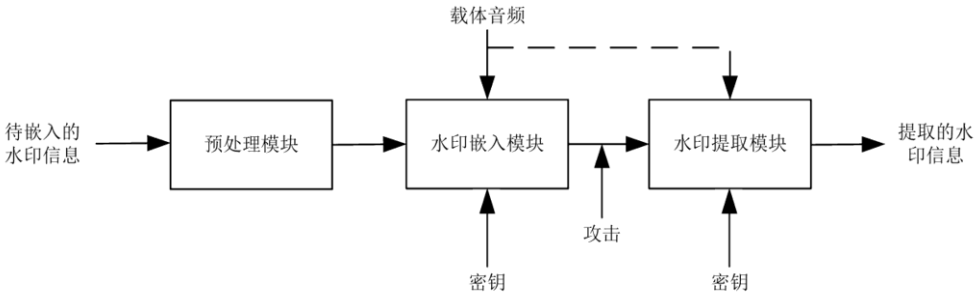 载体音频
待嵌入的
水印信息
预处理模块
水印嵌入模块
水印提取模块
提取的水
印信息
攻击
密钥
密钥